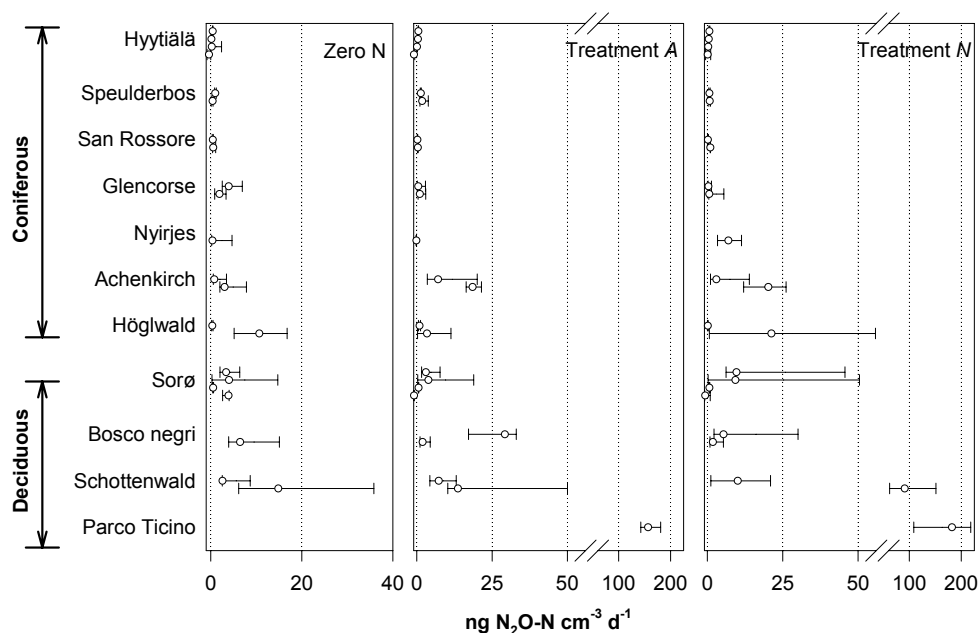 Zero N
Treatment A
Treatment N
Coniferous
Hyytiälä
Speulderbos
San Rossore
Glencorse
Nyirjes
Achenkirch
Höglwald
Deciduous
Sorø
Bosco negri
Schottenwald
Parco Ticino
0 20 40
0 25 50 100 200
0 25 50 100 200
ng N₂O-N cm⁻³ d⁻¹